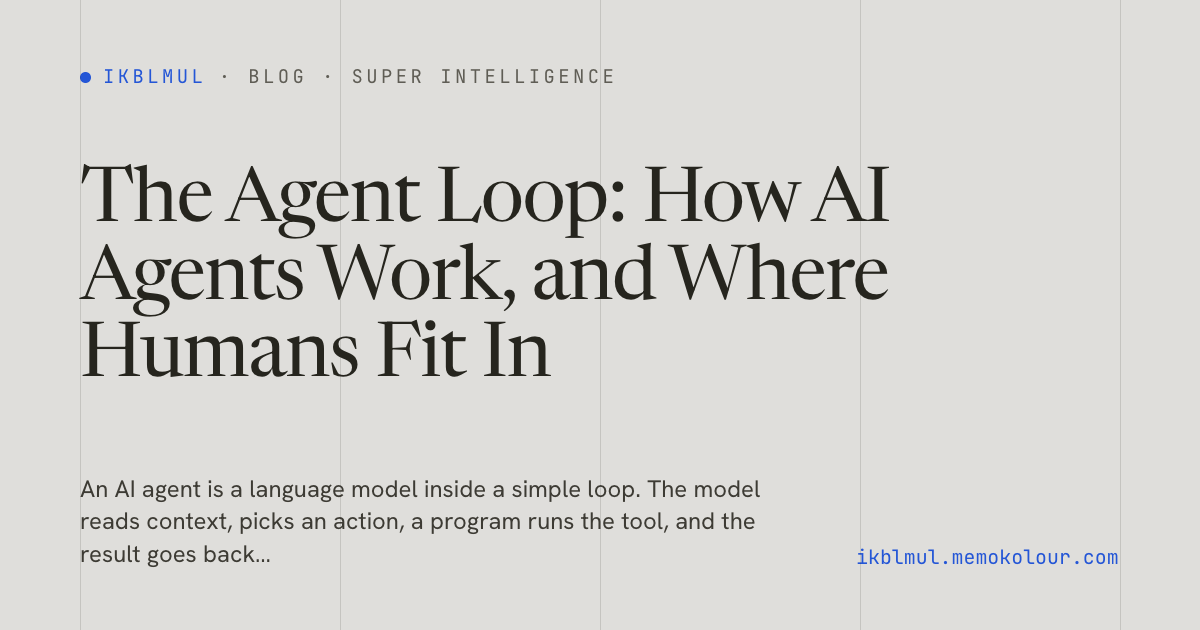 IKBLMUL · BLOG · SUPER INTELLIGENCE
The Agent Loop: How AI
Agents Work, and Where
Humans Fit In
An AI agent is a language model inside a simple loop. The model
reads context, picks an action, a program runs the tool, and the
result goes back...
ikblmul.memokolour.com